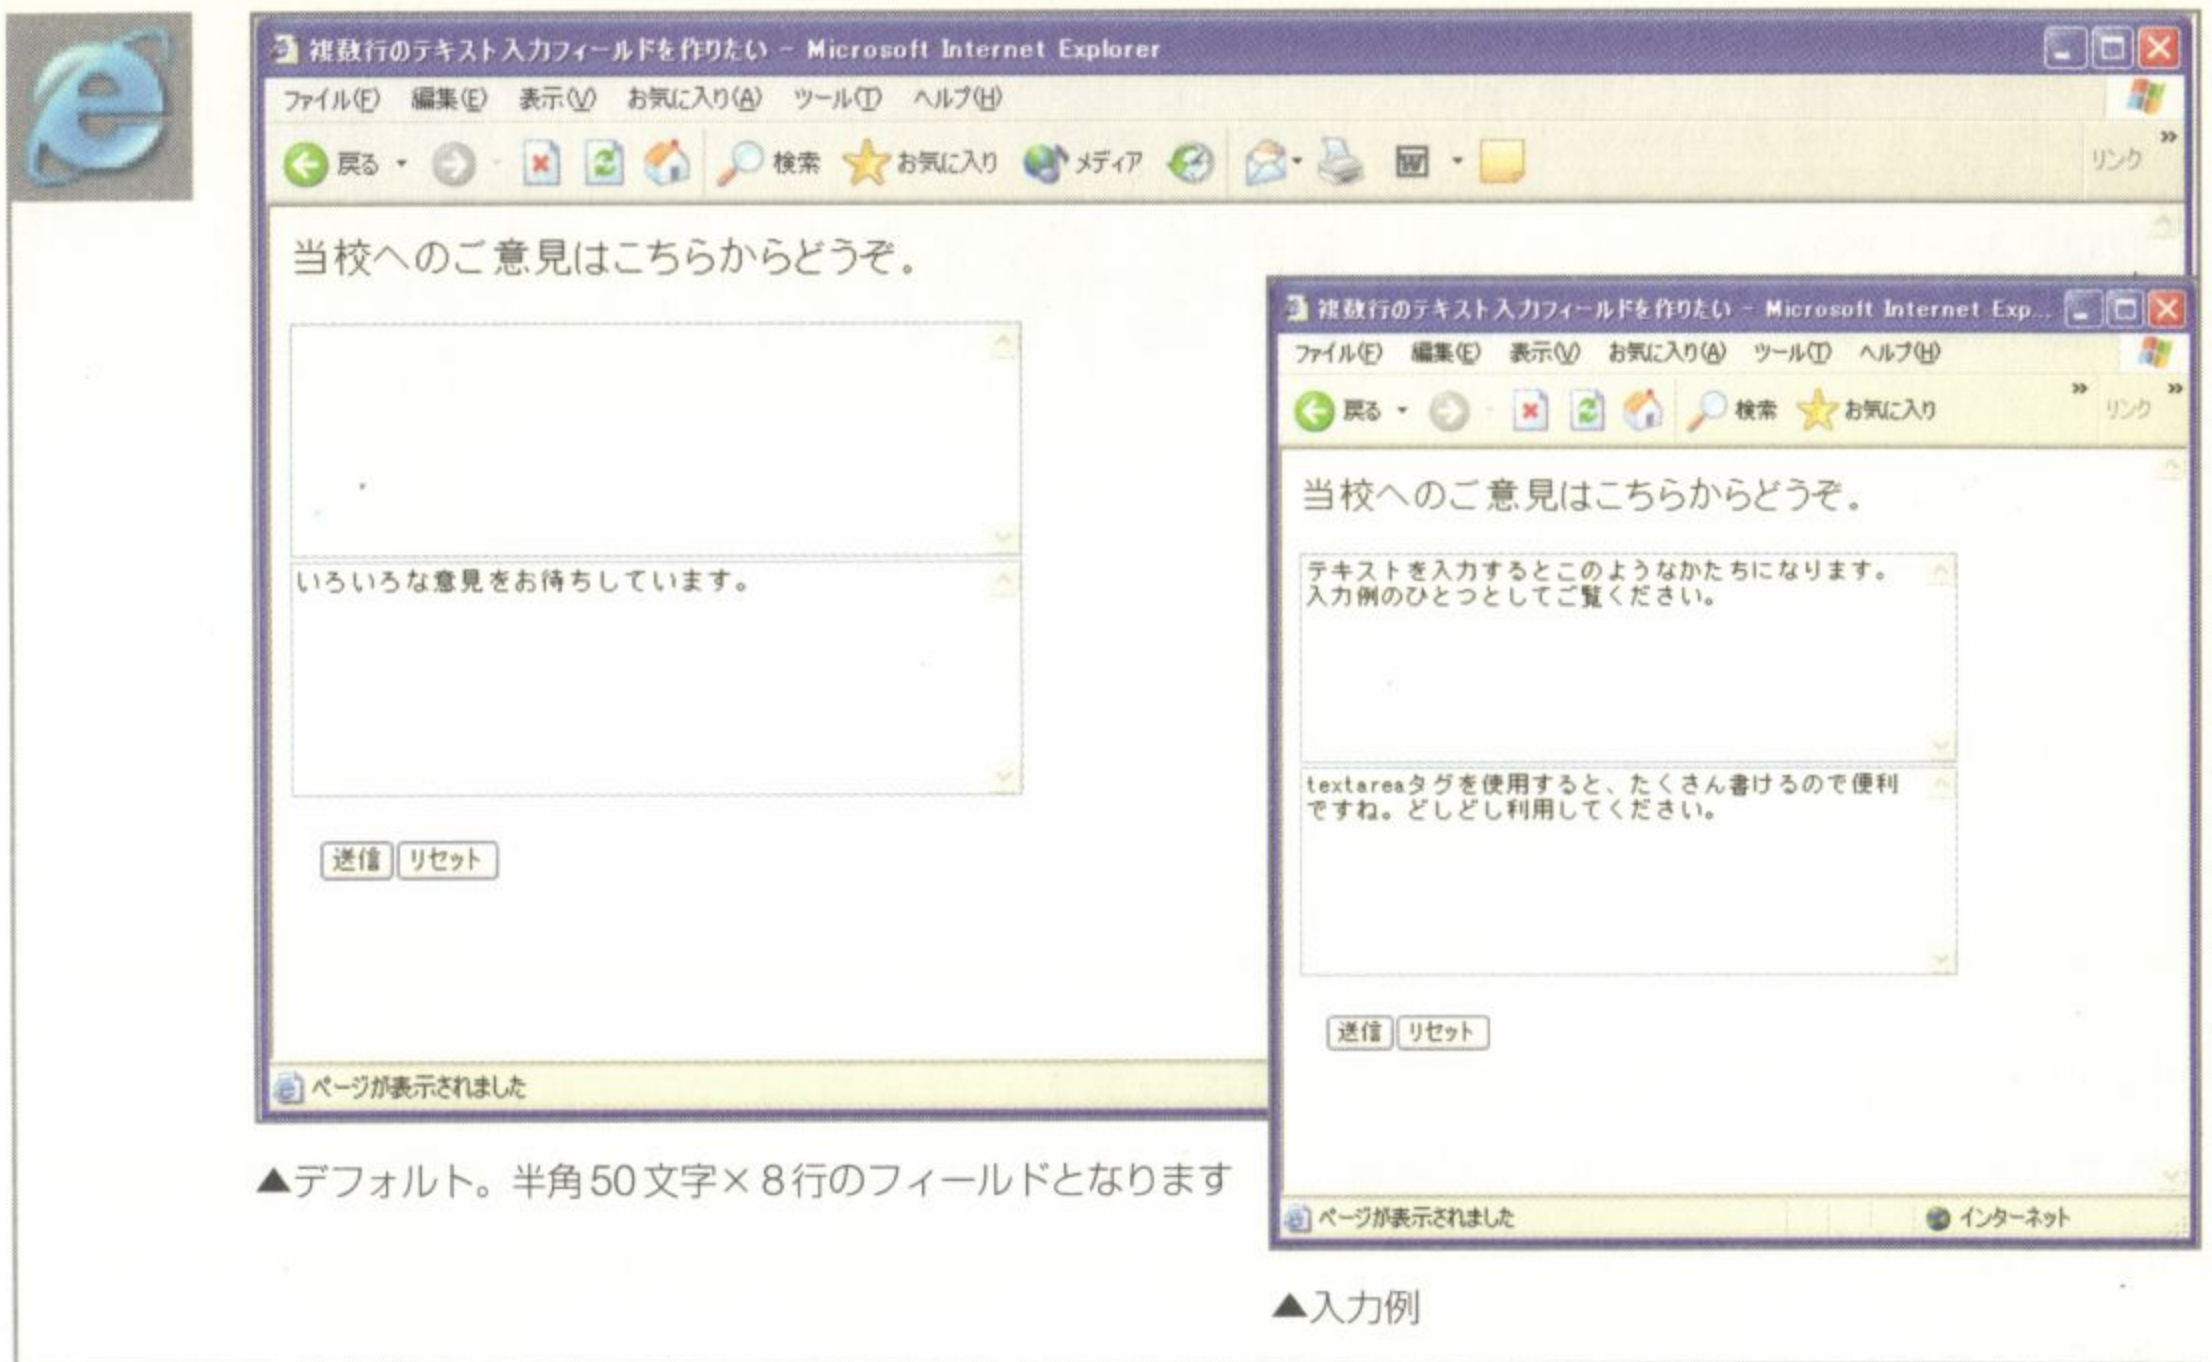 複数行のテキスト入力フィールドを作りたい - Microsoft Internet Explorer
ファイル(F) 編集(E) 表示(V) お気に入り(A) ツール(T) ヘルプ(H)
戻る 検索 お気に入り メディア リンク »
当校へのご意見はこちらからどうぞ。
いろいろな意見をお待ちしています。
送信 リセット
ページが表示されました
▲デフォルト。半角50文字×8行のフィールドとなります
複数行のテキスト入力フィールドを作りたい - Microsoft Internet Exp...
ファイル(F) 編集(E) 表示(V) お気に入り(A) ツール(T) ヘルプ(H)
戻る 検索 お気に入り » リンク »
当校へのご意見はこちらからどうぞ。
テキストを入力するとこのようなかたちになります。
入力例のひとつとしてご覧ください。
textareaタグを使用すると、たくさん書けるので便利
ですね。どしどし利用してください。
送信 リセット
ページが表示されました インターネット
▲入力例